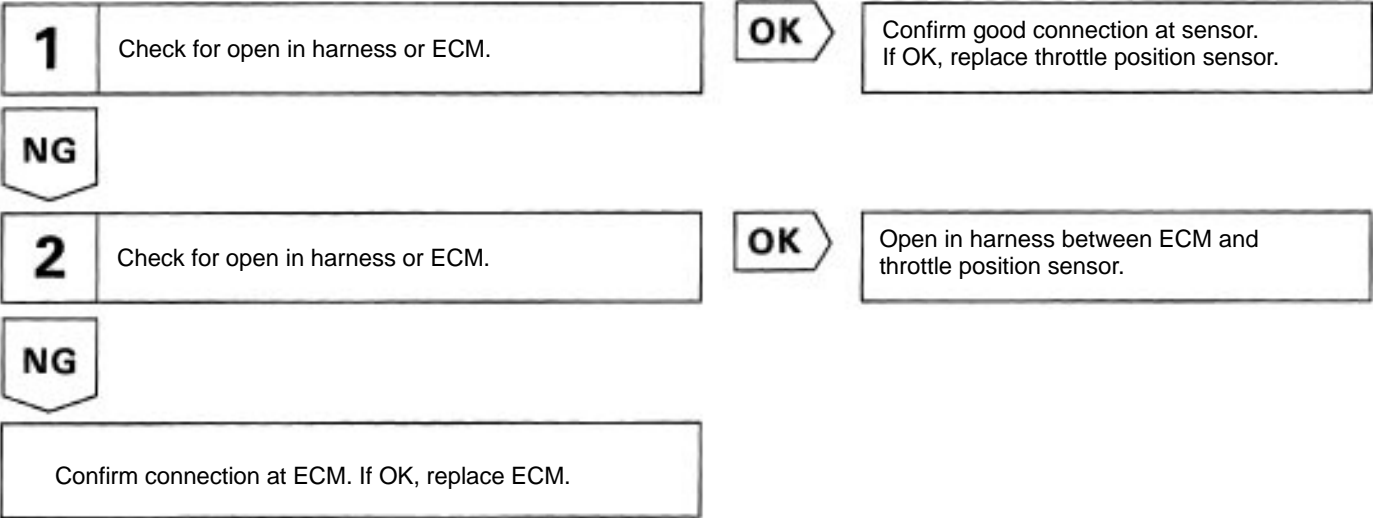 1
Check for open in harness or ECM.
OK
Confirm good connection at sensor.
If OK, replace throttle position sensor.
NG
2
Check for open in harness or ECM.
OK
Open in harness between ECM and
throttle position sensor.
NG
Confirm connection at ECM. If OK, replace ECM.